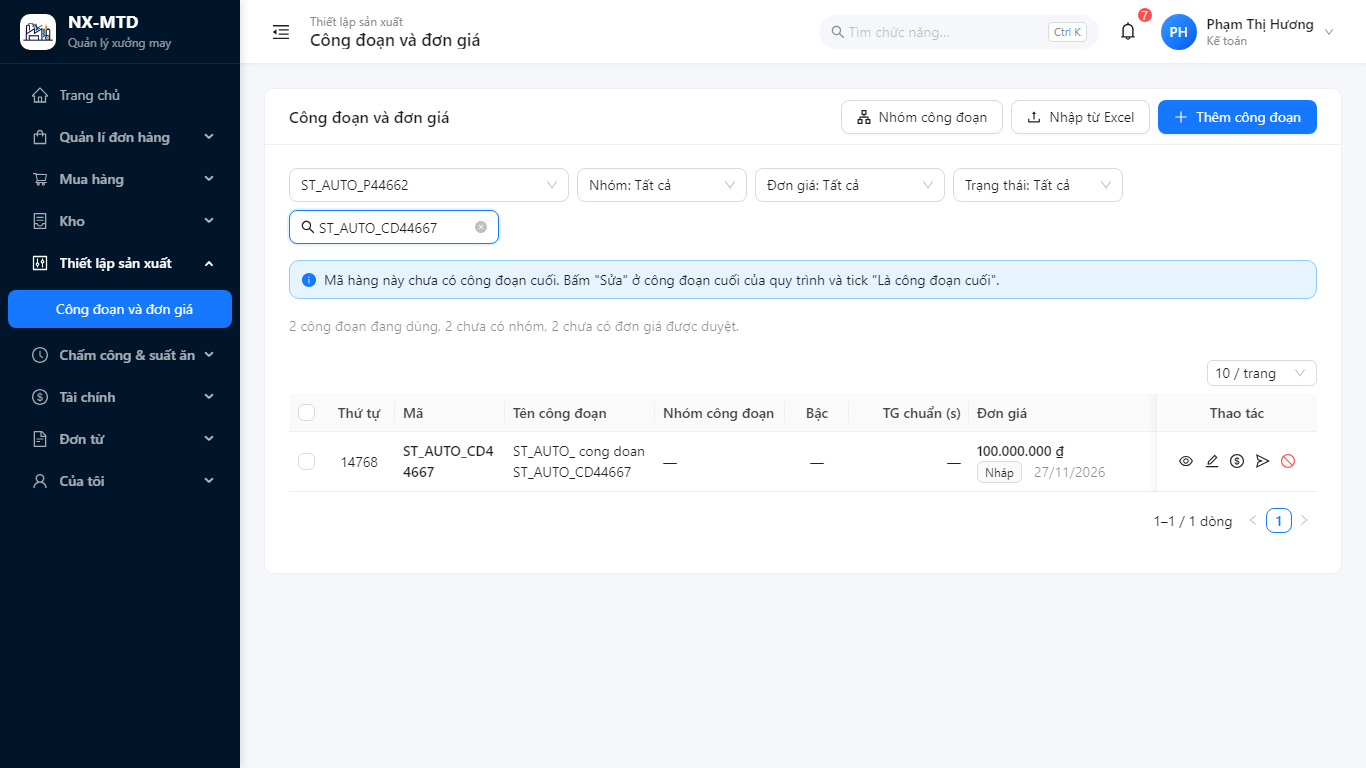 NX-MTD
Quản lý xưởng may
Trang chủ
Quản lí đơn hàng
Mua hàng
Kho
Thiết lập sản xuất
Công đoạn và đơn giá
Chấm công & suất ăn
Tài chính
Đơn từ
Của tôi
Thiết lập sản xuất
Công đoạn và đơn giá
Tìm chức năng...
Ctrl K
7
PH
Phạm Thị Hương
Kế toán
Công đoạn và đơn giá
Nhóm công đoạn
Nhập từ Excel
Thêm công đoạn
ST_AUTO_P44662
Nhóm: Tất cả
Đơn giá: Tất cả
Trạng thái: Tất cả
ST_AUTO_CD44667
Mã hàng này chưa có công đoạn cuối. Bấm "Sửa" ở công đoạn cuối của quy trình và tick "Là công đoạn cuối".
2 công đoạn đang dùng, 2 chưa có nhóm, 2 chưa có đơn giá được duyệt.
10 / trang
Thứ tự Mã Tên công đoạn Nhóm công đoạn Bậc TG chuẩn (s) Đơn giá Thao tác
14768
ST_AUTO_CD4
4667
ST_AUTO_ cong doan
ST_AUTO_CD44667
— — —
100.000.000 ₫
Nháp 27/11/2026
1–1 / 1 dòng
1